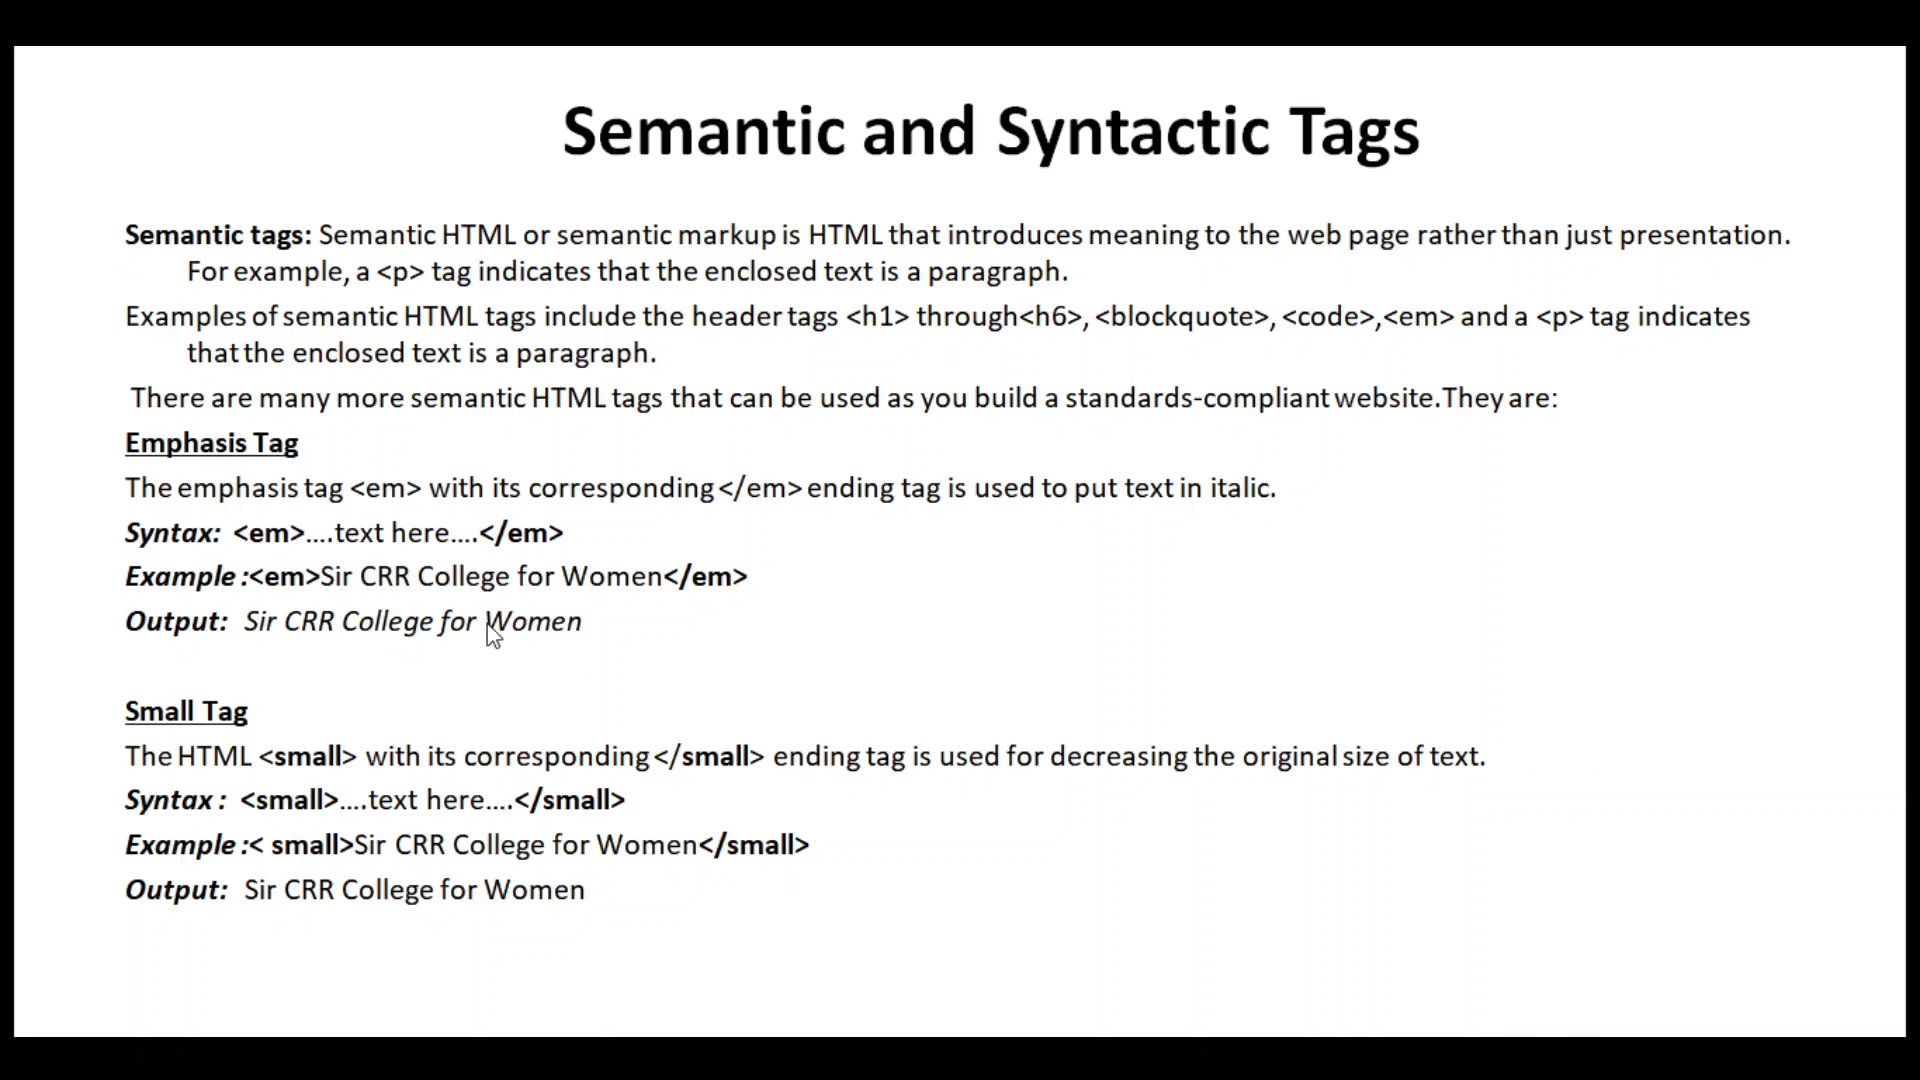 Semantic and Syntactic Tags
Semantic tags: Semantic HTML or semantic markup is HTML that introduces meaning to the web page rather than just presentation.
For example, a <p> tag indicates that the enclosed text is a paragraph.
Examples of semantic HTML tags include the header tags <h1> through<h6>, <blockquote>, <code>,<em> and a <p> tag indicates
that the enclosed text is a paragraph.
There are many more semantic HTML tags that can be used as you build a standards-compliant website.They are:
Emphasis Tag
The emphasis tag <em> with its corresponding </em> ending tag is used to put text in italic.
Syntax: <em>....text here....</em>
Example :<em>Sir CRR College for Women</em>
Output: Sir CRR College for Women
Small Tag
The HTML <small> with its corresponding </small> ending tag is used for decreasing the original size of text.
Syntax : <small>....text here....</small>
Example :< small>Sir CRR College for Women</small>
Output: Sir CRR College for Women